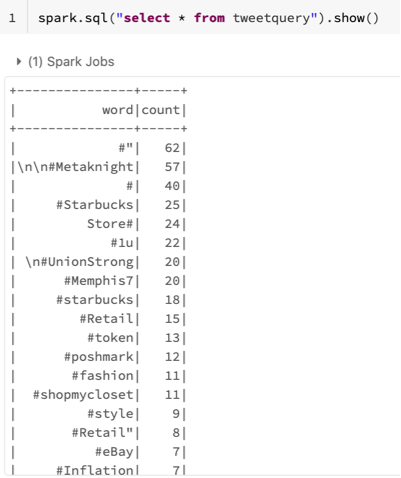 1 spark.sql("select * from tweetquery").show()
(1) Spark Jobs
+---------------+-----+
|           word|count|
+---------------+-----+
|             #"|   62|
|\n\n#Metaknight|   57|
|              #|   40|
|     #Starbucks|   25|
|         Store#|   24|
|            #1u|   22|
| \n#UnionStrong|   20|
|      #Memphis7|   20|
|     #starbucks|   18|
|        #Retail|   15|
|         #token|   13|
|      #poshmark|   12|
|       #fashion|   11|
|  #shopmycloset|   11|
|         #style|    9|
|       #Retail"|    8|
|          #eBay|    7|
|     #Inflation|    7|